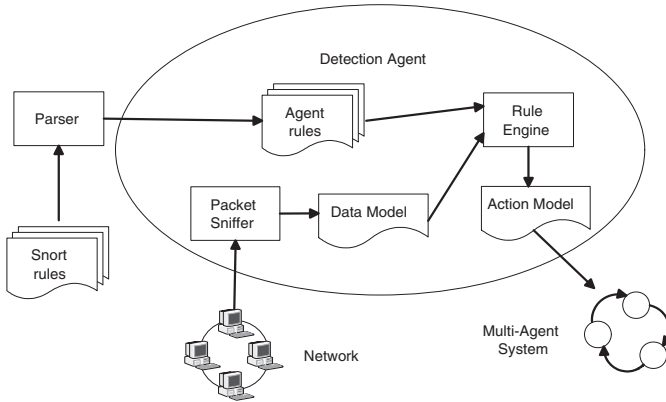 Detection Agent
Parser
Agent
rules
Rule
Engine
Packet
Sniffer
Data Model
Action Model
Snort
rules
Network
Multi-Agent
System